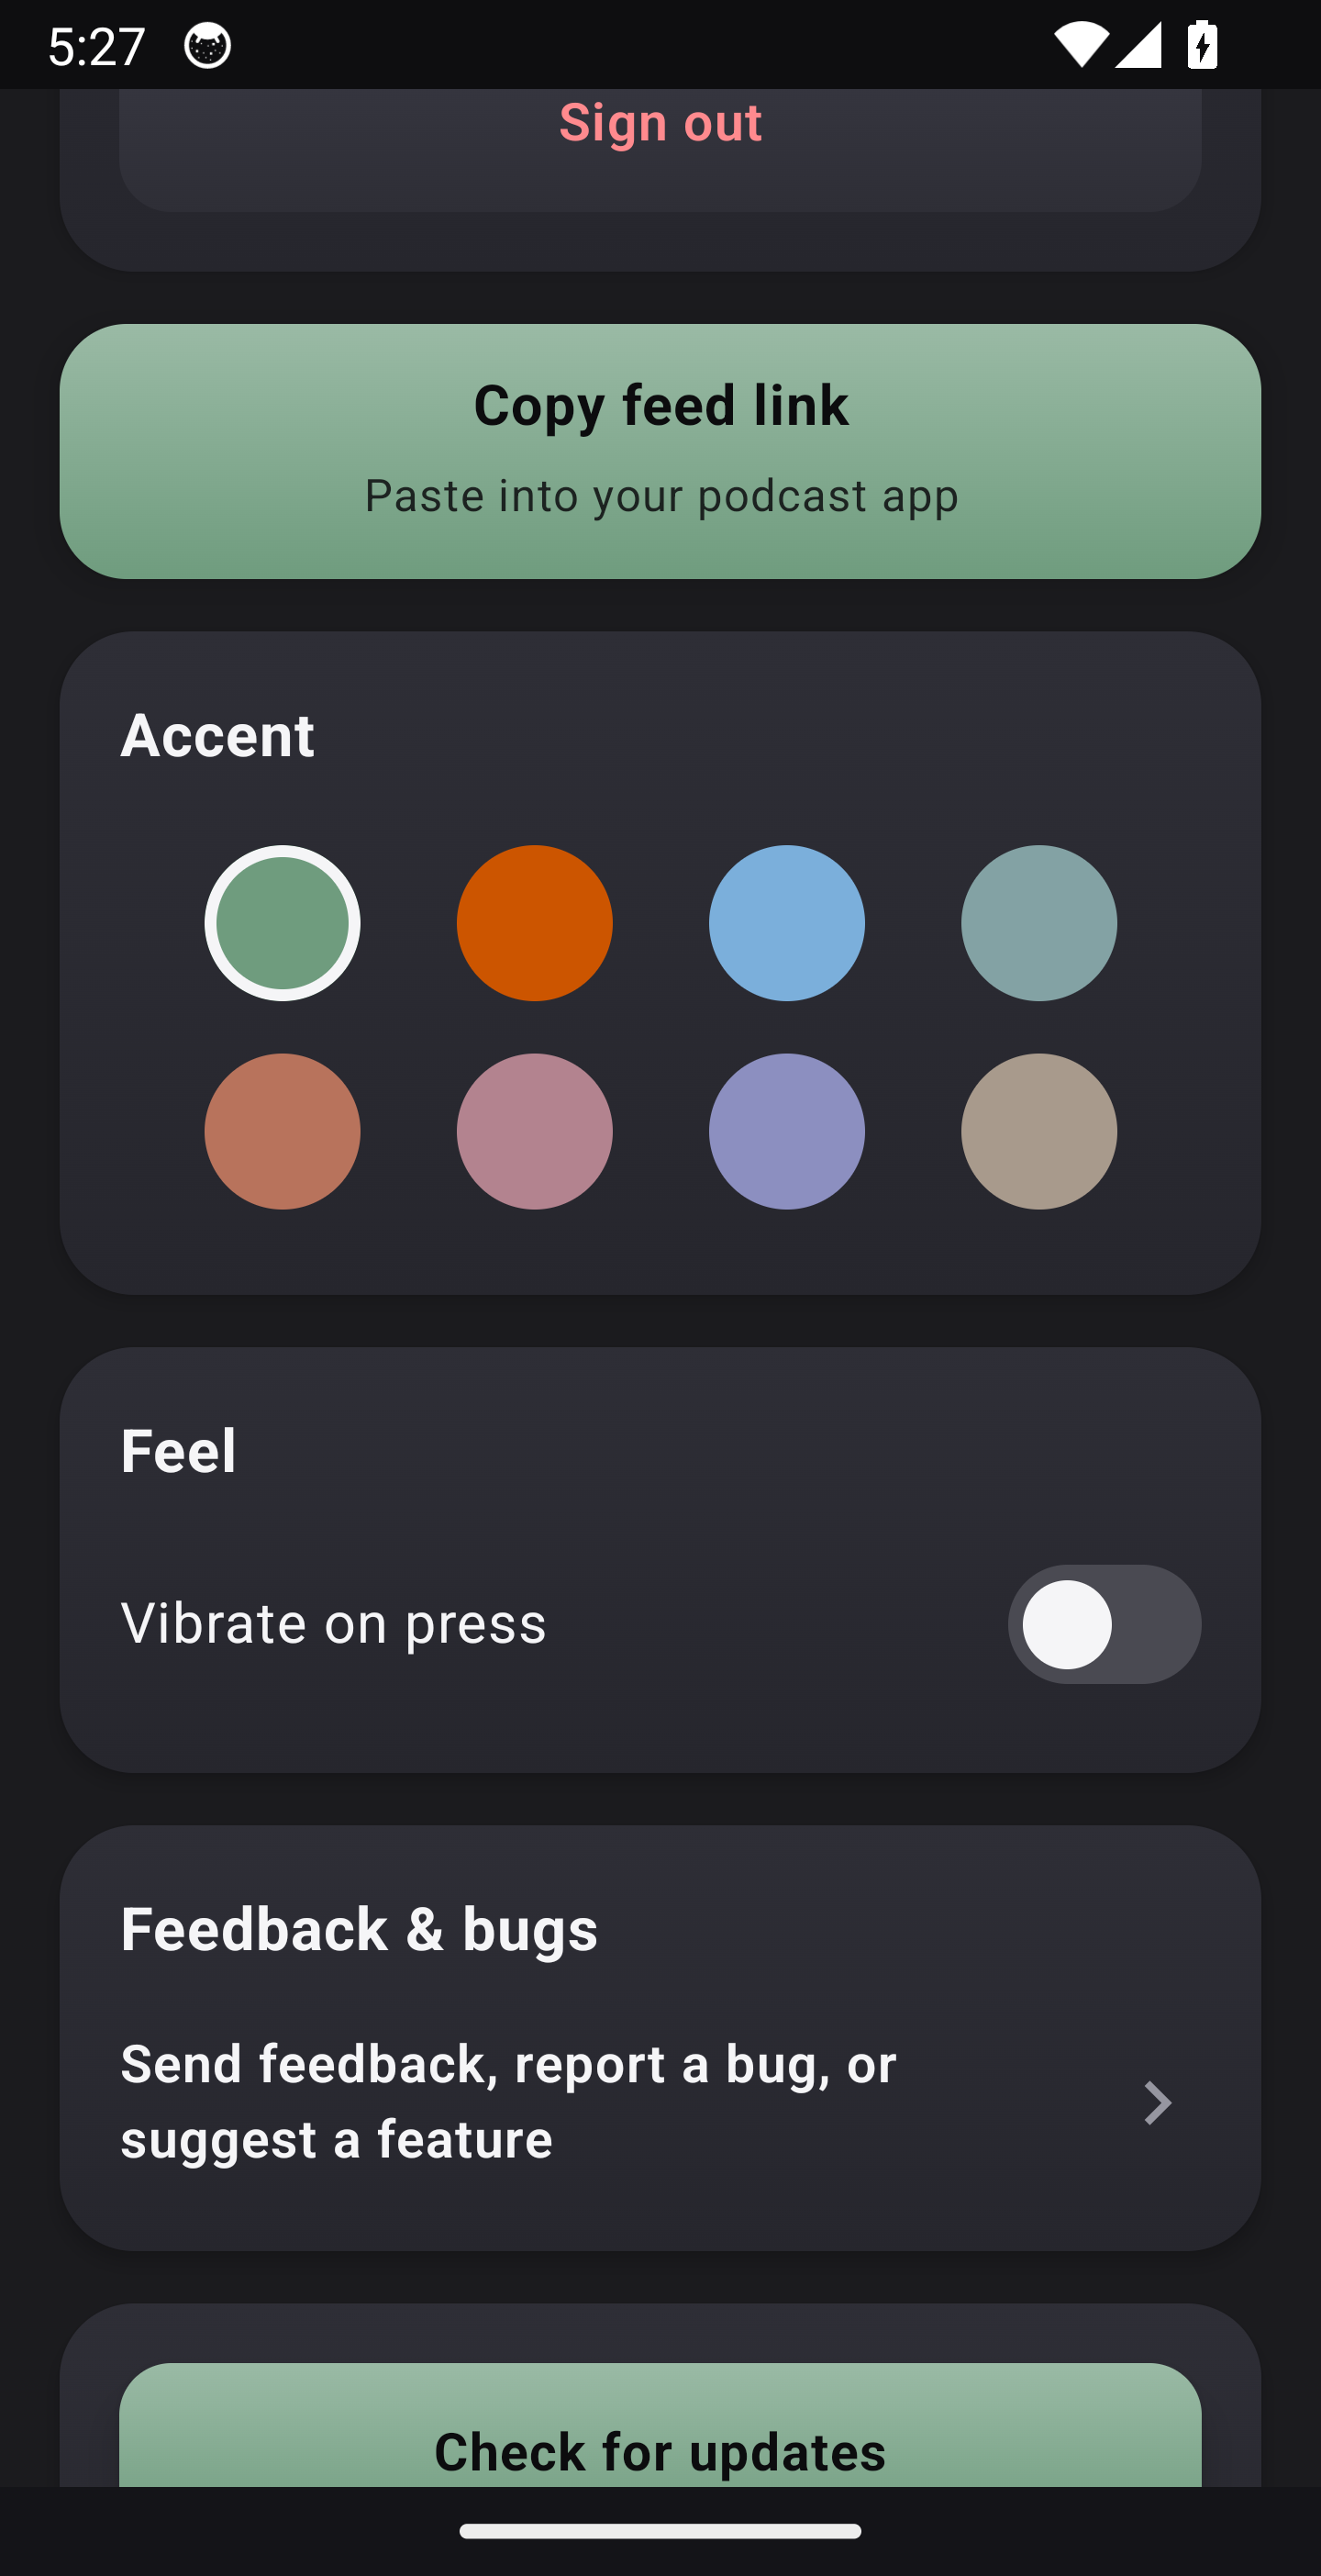 5:27
Sign out
Copy feed link
Paste into your podcast app
Accent
Feel
Vibrate on press
Feedback & bugs
Send feedback, report a bug, or
suggest a feature
Check for updates